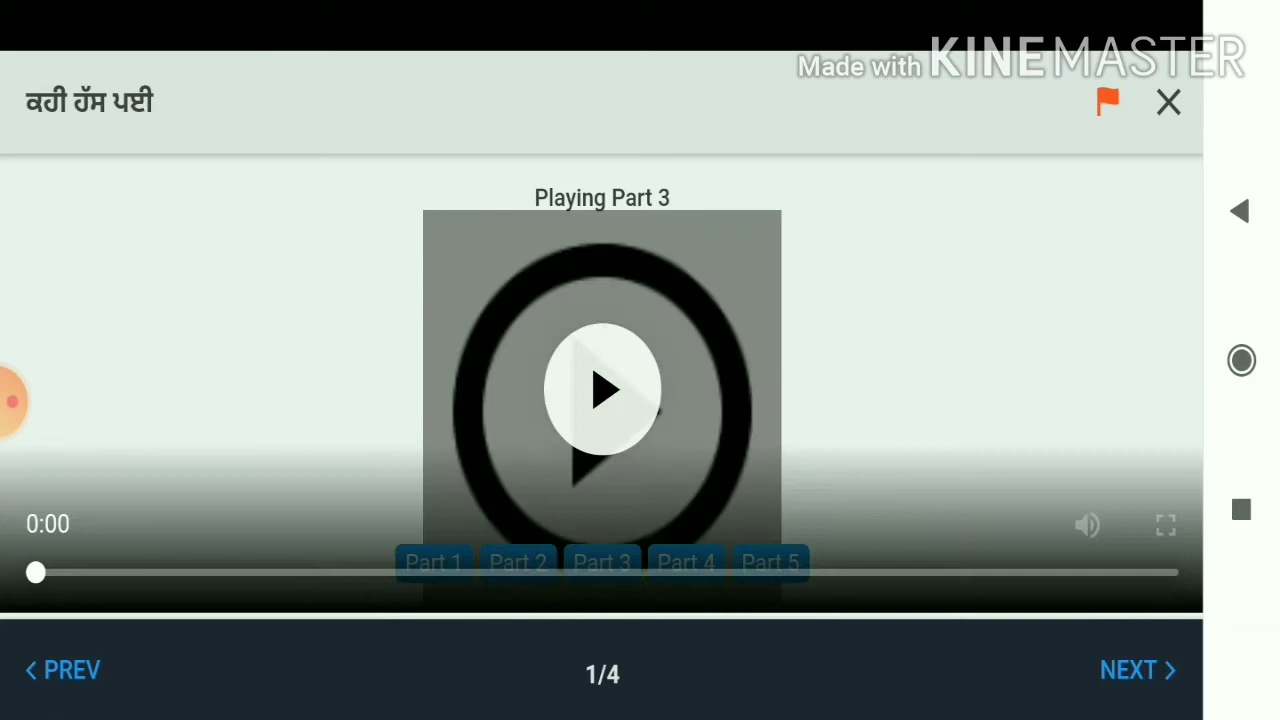 Made with KINEMASTER
ਕਹੀ ਹੱਸ ਪਈ
Playing Part 3
0:00
Part 1 Part 2 Part 3 Part 4 Part 5
PREV 1/4 NEXT